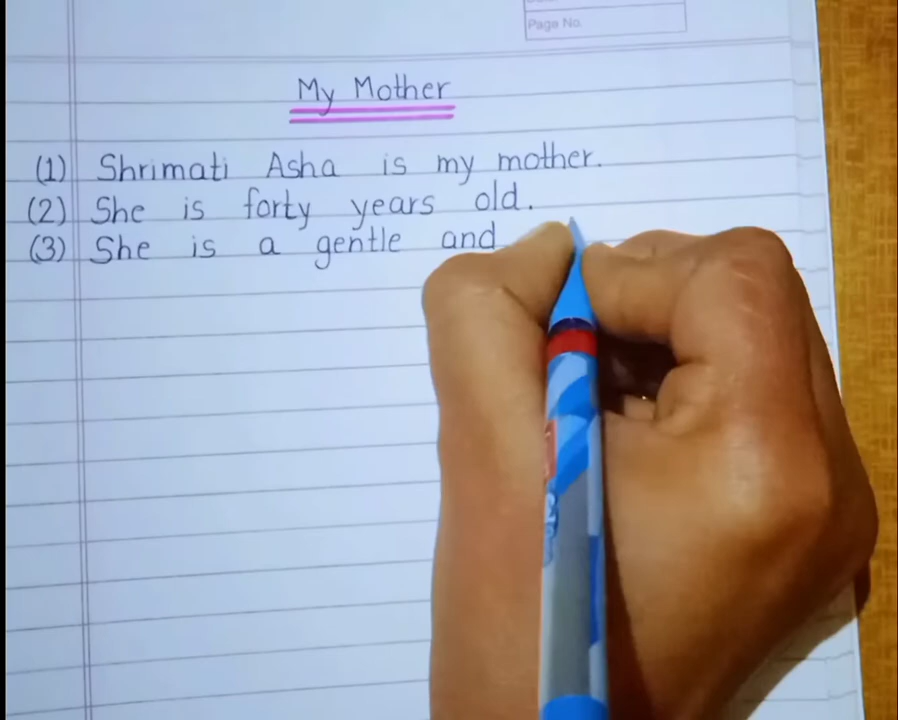 Page No.
My Mother
(1) Shrimati Asha is my mother.
(2) She is forty years old.
(3) She is a gentle and